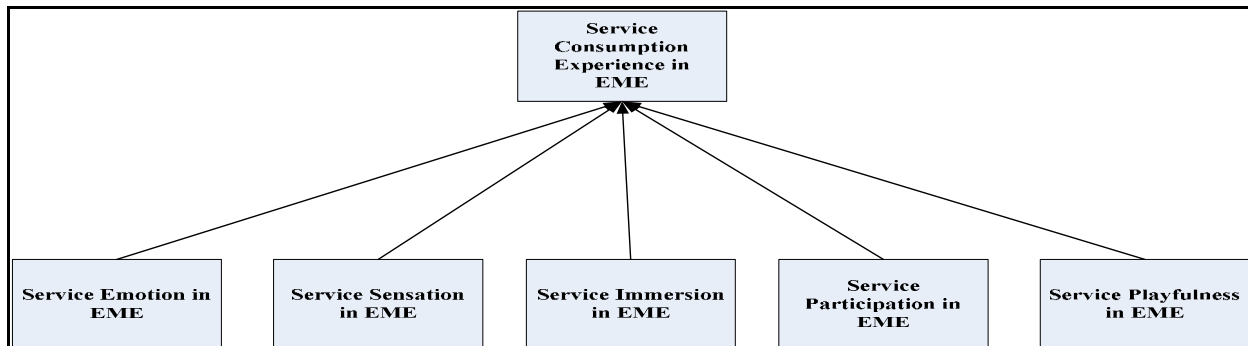 Service
Consumption
Experience in
EME
Service Emotion in
EME
Service Sensation
in EME
Service Immersion
in EME
Service
Participation in
EME
Service Playfulness
in EME